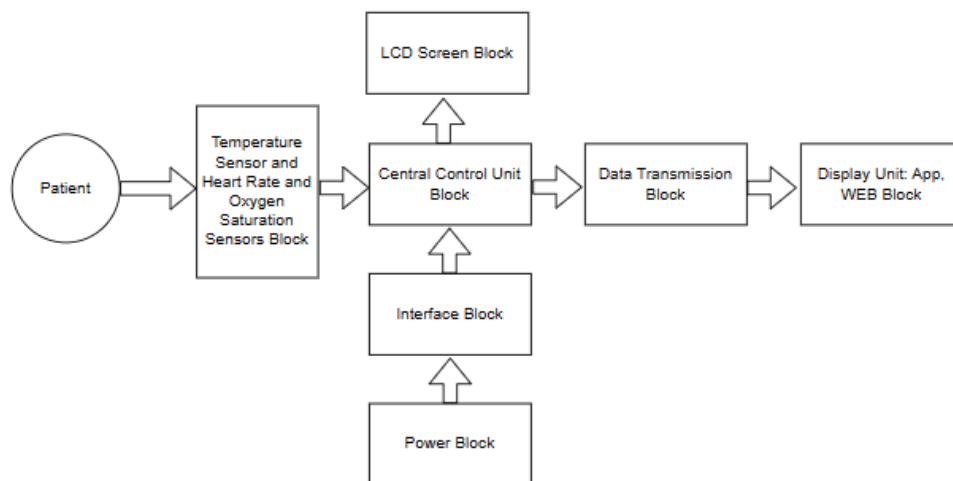 LCD Screen Block
Temperature
Sensor and
Heart Rate and
Oxygen
Saturation
Sensors Block
Patient
Central Control Unit
Block
Data Transmission
Block
Display Unit: App,
WEB Block
Interface Block
Power Block